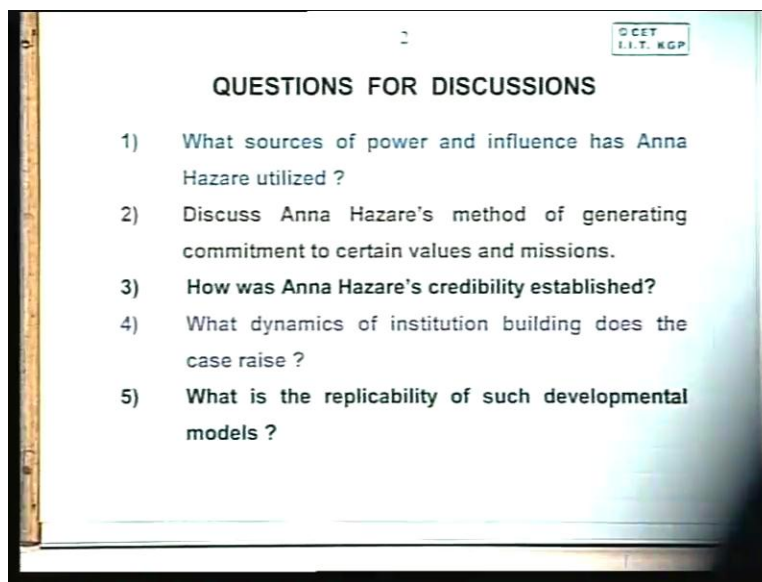 2
© CET
I.I.T. KGP
QUESTIONS FOR DISCUSSIONS
1) What sources of power and influence has Anna
Hazare utilized ?
2) Discuss Anna Hazare's method of generating
commitment to certain values and missions.
3) How was Anna Hazare's credibility established?
4) What dynamics of institution building does the
case raise ?
5) What is the replicability of such developmental
models ?